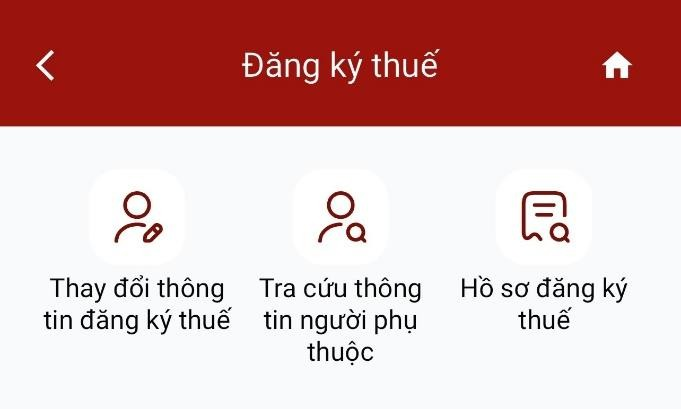 Đăng ký thuế
Thay đổi thông
tin đăng ký thuế
Tra cứu thông
tin người phụ
thuộc
Hồ sơ đăng ký
thuế